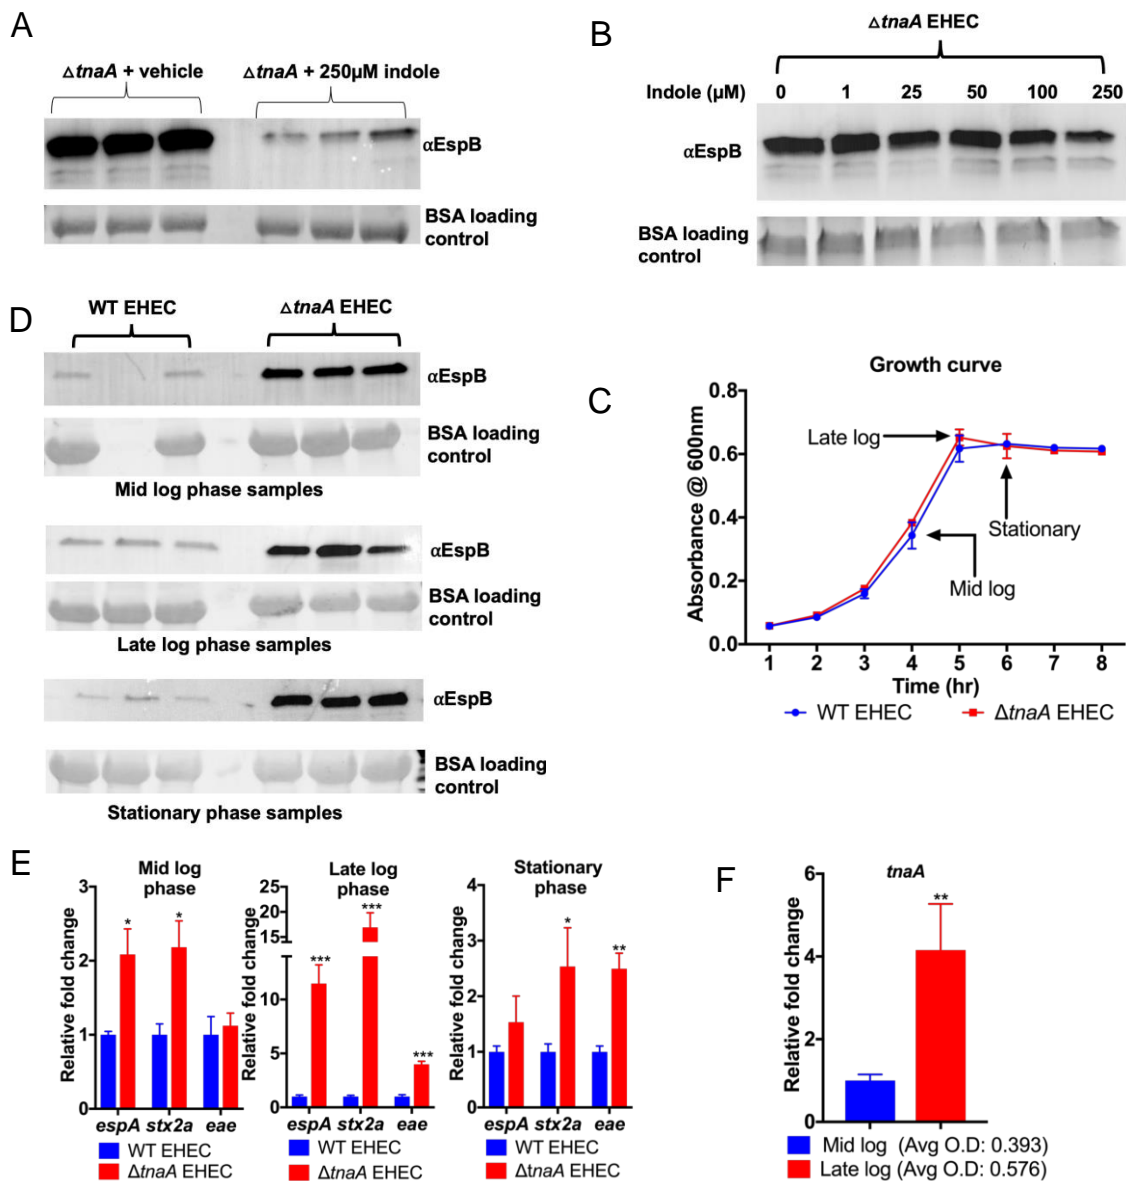 A
ΔtnaA + vehicle
ΔtnaA + 250µM indole
αEspB
BSA loading
control
B
ΔtnaA EHEC
Indole (µM)
0 1 25 50 100 250
αEspB
BSA loading
control
D
WT EHEC
ΔtnaA EHEC
αEspB
BSA loading
control
Mid log phase samples
αEspB
BSA loading
control
Late log phase samples
αEspB
BSA loading
control
Stationary phase samples
C
Growth curve
Absorbance @ 600nm
0.8
0.6
0.4
0.2
0.0
Late log
Stationary
Mid log
1 2 3 4 5 6 7 8
Time (hr)
WT EHEC
ΔtnaA EHEC
E
Mid log
phase
Relative fold change
3
2
1
0
* *
espA stx2a eae
WT EHEC
ΔtnaA EHEC
Late log
phase
Relative fold change
25
20
15
10
5
0
*** *** ***
espA stx2a eae
WT EHEC
ΔtnaA EHEC
Stationary
phase
Relative fold change
4
3
2
1
0
* **
espA stx2a eae
WT EHEC
ΔtnaA EHEC
F
tnaA
Relative fold change
6
4
2
0
**
Mid log (Avg O.D: 0.393)
Late log (Avg O.D: 0.576)